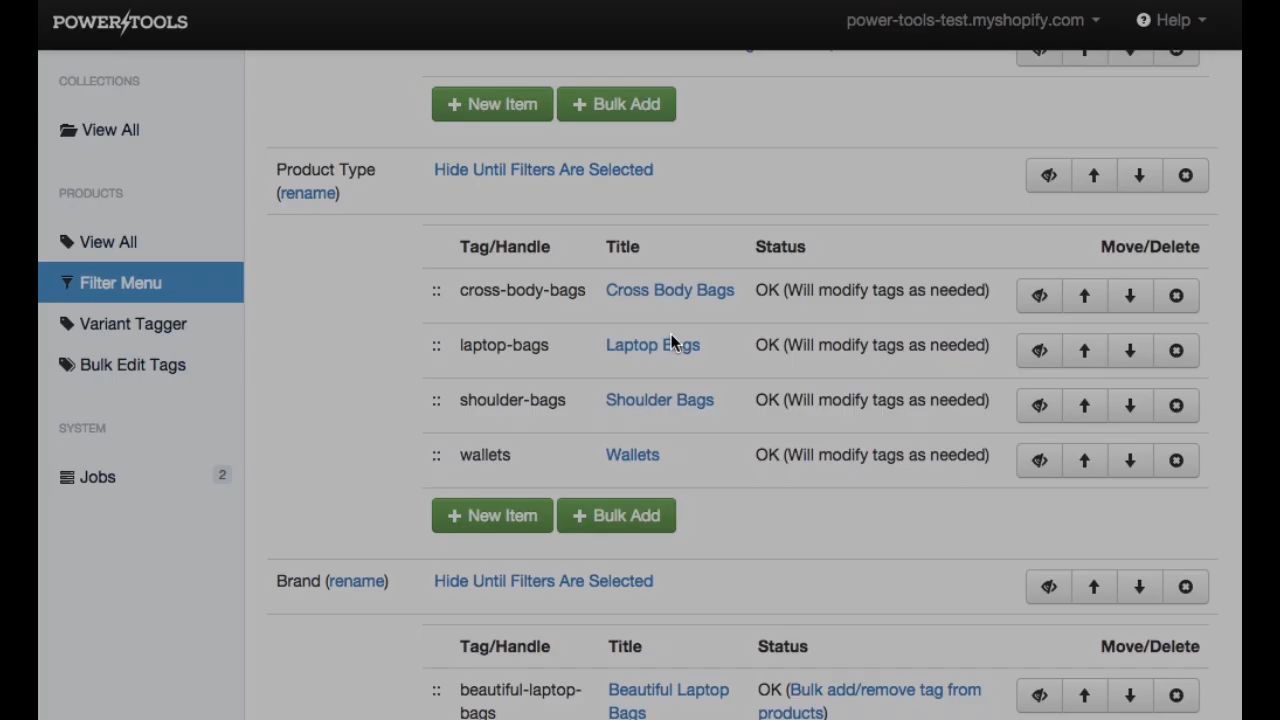 POWER TOOLS
power-tools-test.myshopify.com
Help
COLLECTIONS
View All
PRODUCTS
View All
Filter Menu
Variant Tagger
Bulk Edit Tags
SYSTEM
Jobs 2
+ New Item + Bulk Add
Product Type (rename)
Hide Until Filters Are Selected
Tag/Handle Title Status Move/Delete
:: cross-body-bags Cross Body Bags OK (Will modify tags as needed)
:: laptop-bags Laptop Bags OK (Will modify tags as needed)
:: shoulder-bags Shoulder Bags OK (Will modify tags as needed)
:: wallets Wallets OK (Will modify tags as needed)
+ New Item + Bulk Add
Brand (rename) Hide Until Filters Are Selected
Tag/Handle Title Status Move/Delete
:: beautiful-laptop-bags Beautiful Laptop Bags OK (Bulk add/remove tag from products)